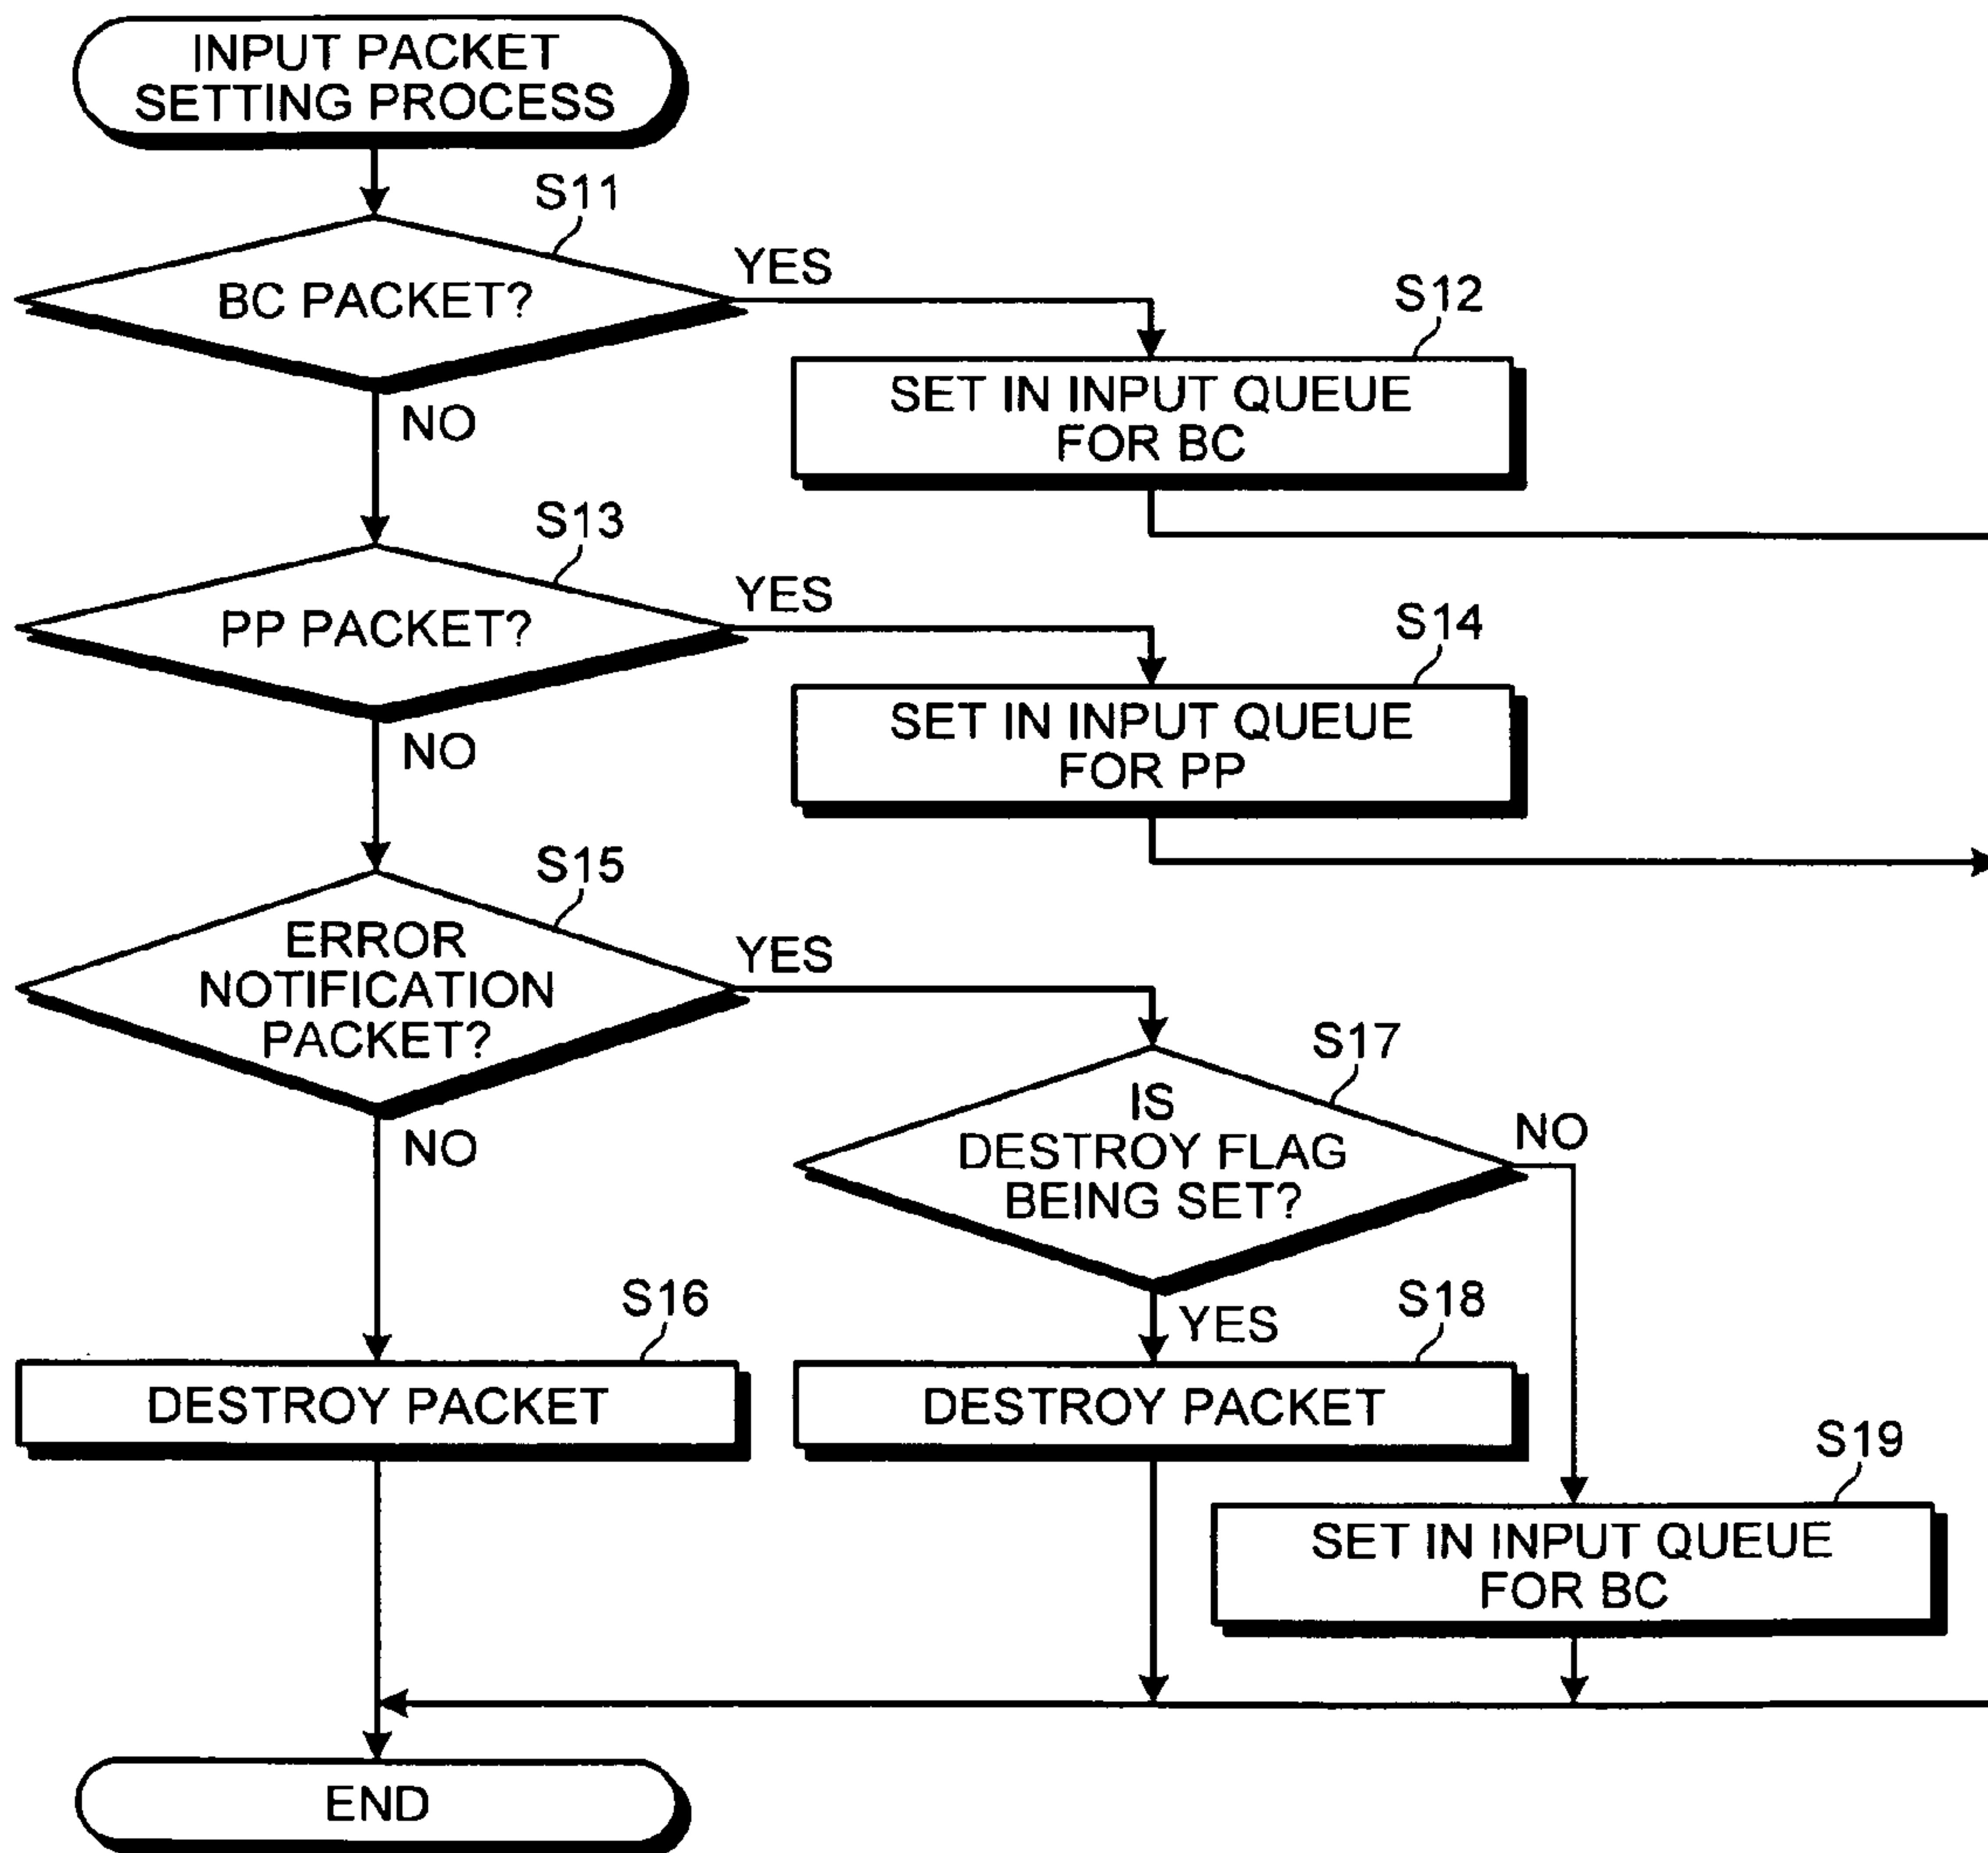 INPUT PACKET
SETTING PROCESS
S11
BC PACKET?
YES
NO
S12
SET IN INPUT QUEUE
FOR BC
S13
PP PACKET?
YES
NO
S14
SET IN INPUT QUEUE
FOR PP
S15
ERROR
NOTIFICATION
PACKET?
YES
NO
S17
IS
DESTROY FLAG
BEING SET?
NO
YES
S16
DESTROY PACKET
S18
DESTROY PACKET
S19
SET IN INPUT QUEUE
FOR BC
END